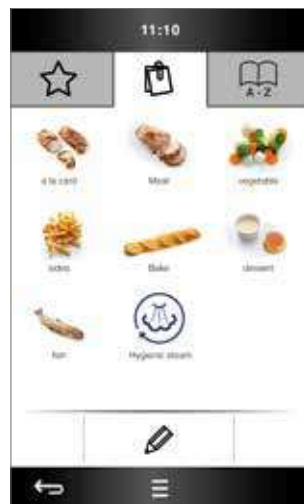 11:10
A-Z
Meat vegetable
sides Bake dessert
fish Hygienic steam